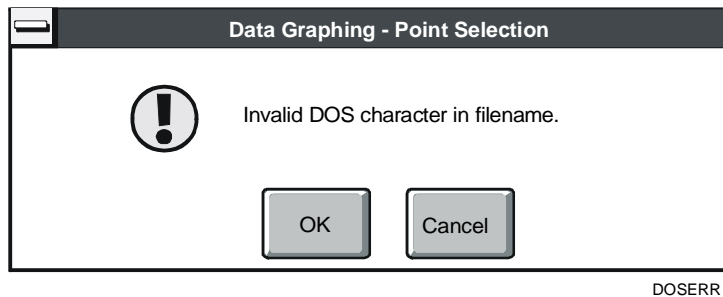 Data Graphing - Point Selection
Invalid DOS character in filename.
OK Cancel
DOSERR